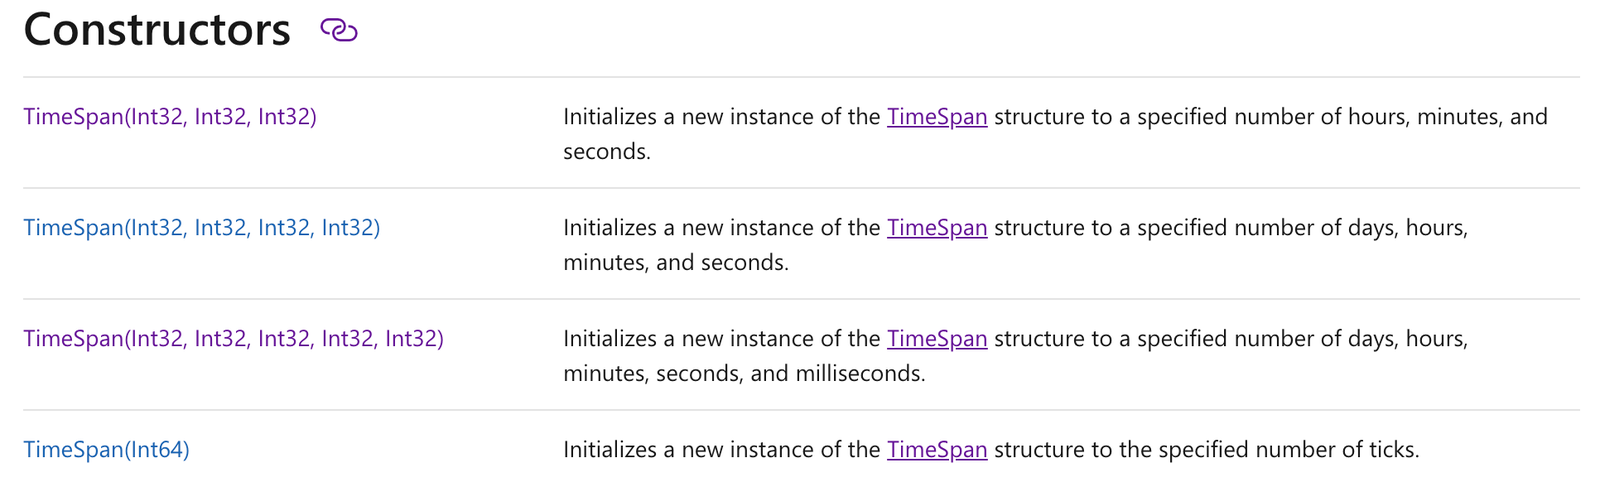 Constructors
TimeSpan(Int32, Int32, Int32)
Initializes a new instance of the TimeSpan structure to a specified number of hours, minutes, and
seconds.
TimeSpan(Int32, Int32, Int32, Int32)
Initializes a new instance of the TimeSpan structure to a specified number of days, hours,
minutes, and seconds.
TimeSpan(Int32, Int32, Int32, Int32, Int32)
Initializes a new instance of the TimeSpan structure to a specified number of days, hours,
minutes, seconds, and milliseconds.
TimeSpan(Int64)
Initializes a new instance of the TimeSpan structure to the specified number of ticks.